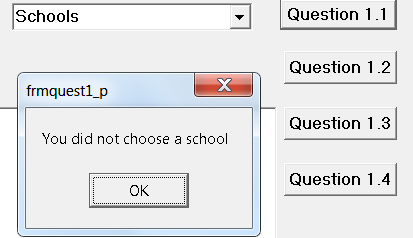 Schools
Question 1.1
Question 1.2
frmquest1_p
You did not choose a school
Question 1.3
OK
Question 1.4